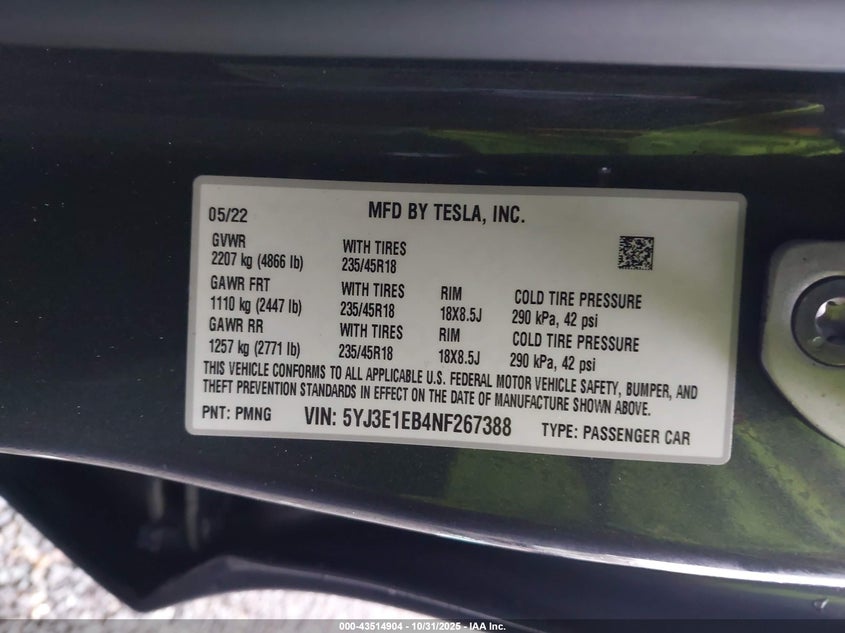 05/22 MFD BY TESLA, INC.
GVWR WITH TIRES
2207 kg (4866 lb) 235/45R18
GAWR FRT WITH TIRES RIM COLD TIRE PRESSURE
1110 kg (2447 lb) 235/45R18 18X8.5J 290 kPa, 42 psi
GAWR RR WITH TIRES RIM COLD TIRE PRESSURE
1257 kg (2771 lb) 235/45R18 18X8.5J 290 kPa, 42 psi
THIS VEHICLE CONFORMS TO ALL APPLICABLE U.S. FEDERAL MOTOR VEHICLE SAFETY, BUMPER, AND
THEFT PREVENTION STANDARDS IN EFFECT ON THE DATE OF MANUFACTURE SHOWN ABOVE.
PNT: PMNG VIN: 5YJ3E1EB4NF267388 TYPE: PASSENGER CAR
000-43514904 - 10/31/2025 - IAA Inc.